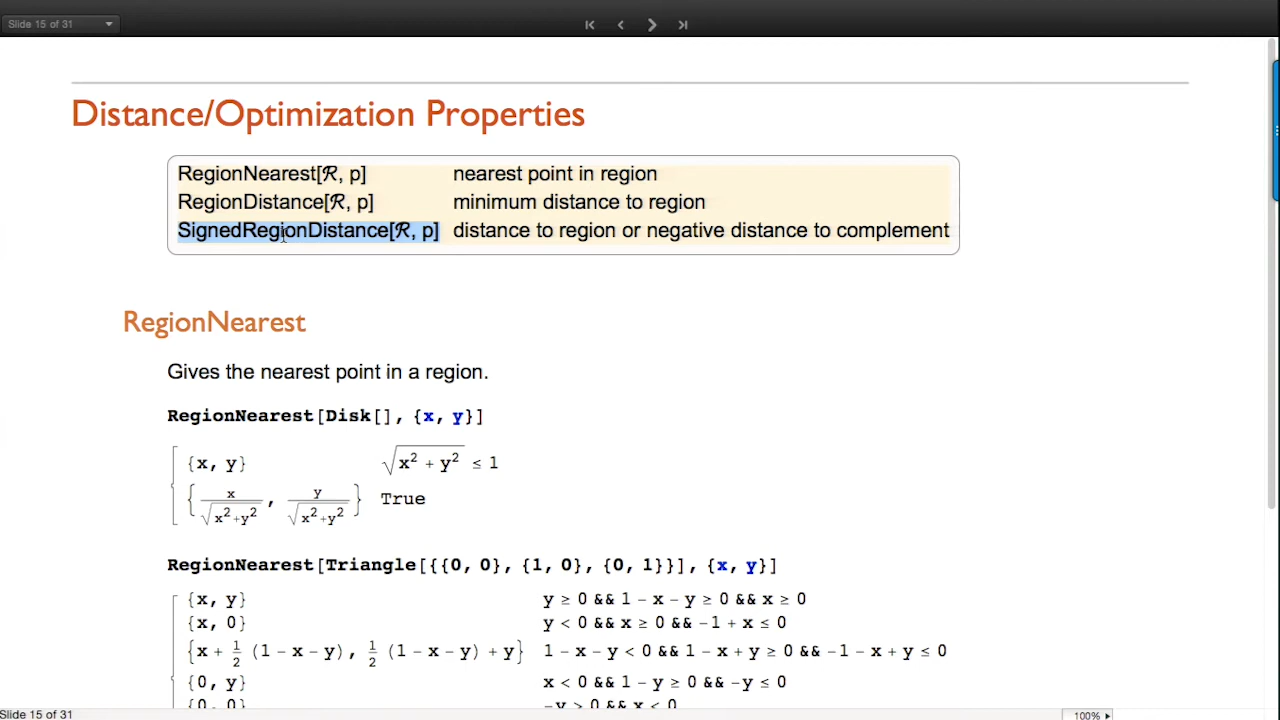 Slide 15 of 31
Distance/Optimization Properties
RegionNearest[ℛ, p] nearest point in region
RegionDistance[ℛ, p] minimum distance to region
SignedRegionDistance[ℛ, p] distance to region or negative distance to complement
RegionNearest
Gives the nearest point in a region.
RegionNearest[Disk[], {x, y}]
{x, y} √(x² + y²) ≤ 1
{x/√(x²+y²), y/√(x²+y²)} True
RegionNearest[Triangle[{{0, 0}, {1, 0}, {0, 1}}], {x, y}]
{x, y} y ≥ 0 && 1 - x - y ≥ 0 && x ≥ 0
{x, 0} y < 0 && x ≥ 0 && -1 + x ≤ 0
{x + 1/2 (1 - x - y), 1/2 (1 - x - y) + y} 1 - x - y < 0 && 1 - x + y ≥ 0 && -1 - x + y ≤ 0
{0, y} x < 0 && 1 - y ≥ 0 && -y ≤ 0
{0, 0} -y > 0 && x < 0
Slide 15 of 31 100%